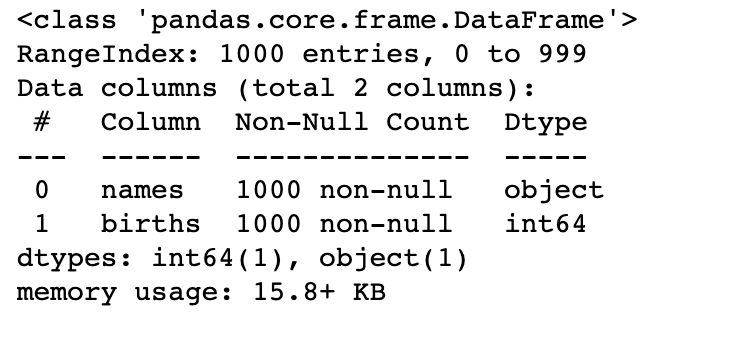 <class 'pandas.core.frame.DataFrame'>
RangeIndex: 1000 entries, 0 to 999
Data columns (total 2 columns):
 #   Column  Non-Null Count  Dtype
---  ------  --------------  -----
 0   names   1000 non-null   object
 1   births  1000 non-null   int64
dtypes: int64(1), object(1)
memory usage: 15.8+ KB